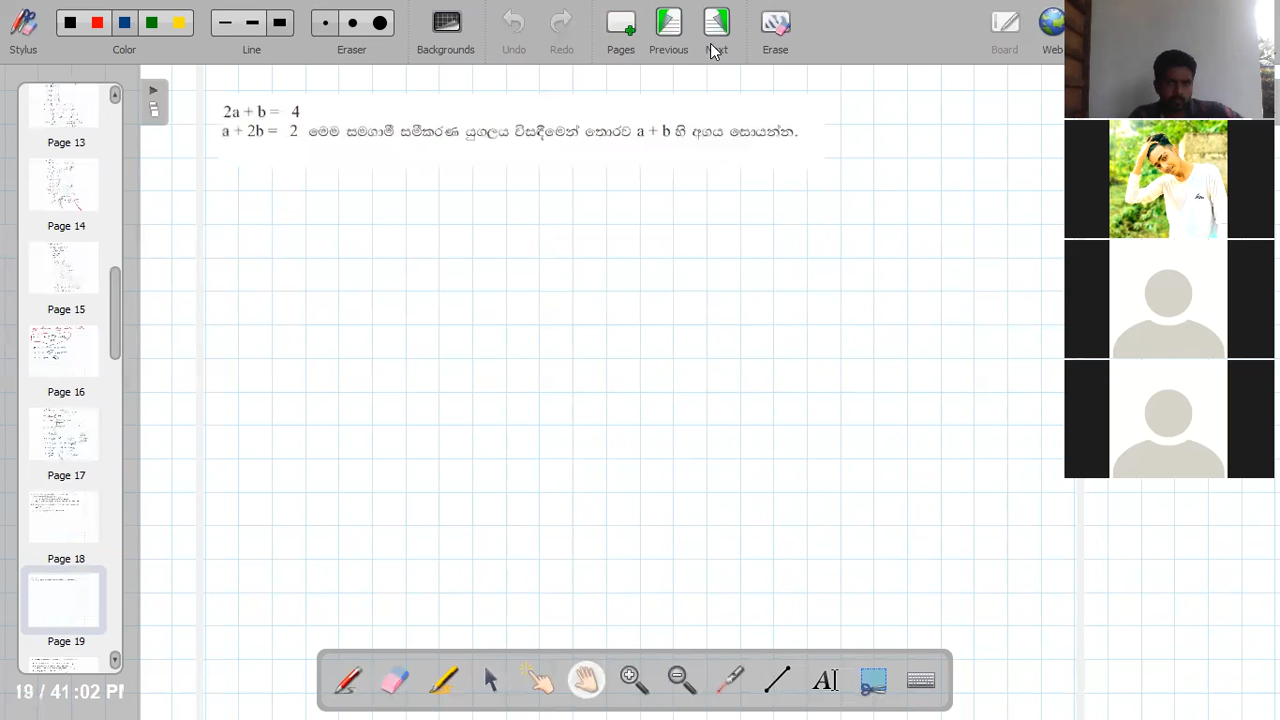 Stylus
Color
Line
Eraser
Backgrounds
Undo
Redo
Pages
Previous
Next
Erase
Board
Web
2a + b = 4
a + 2b = 2 මෙම සමගාමී සමීකරණ යුගලය විසඳීමෙන් තොරව a + b හි අගය සොයන්න.
Page 13
Page 14
Page 15
Page 16
Page 17
Page 18
Page 19
19 / 41:02